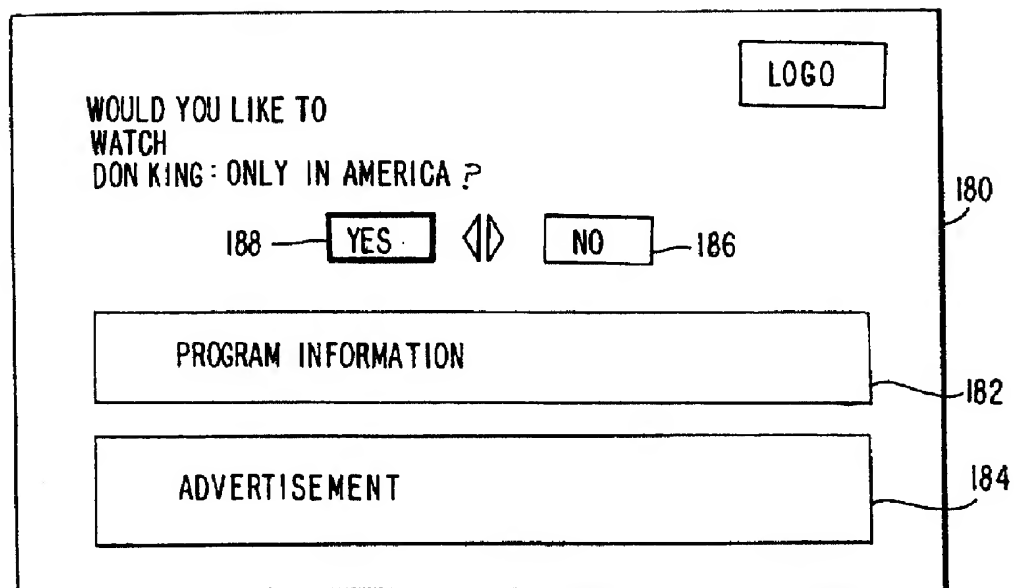 LOGO
WOULD YOU LIKE TO
WATCH
DON KING: ONLY IN AMERICA ?
180
188 YES NO 186
PROGRAM INFORMATION
182
ADVERTISEMENT
184